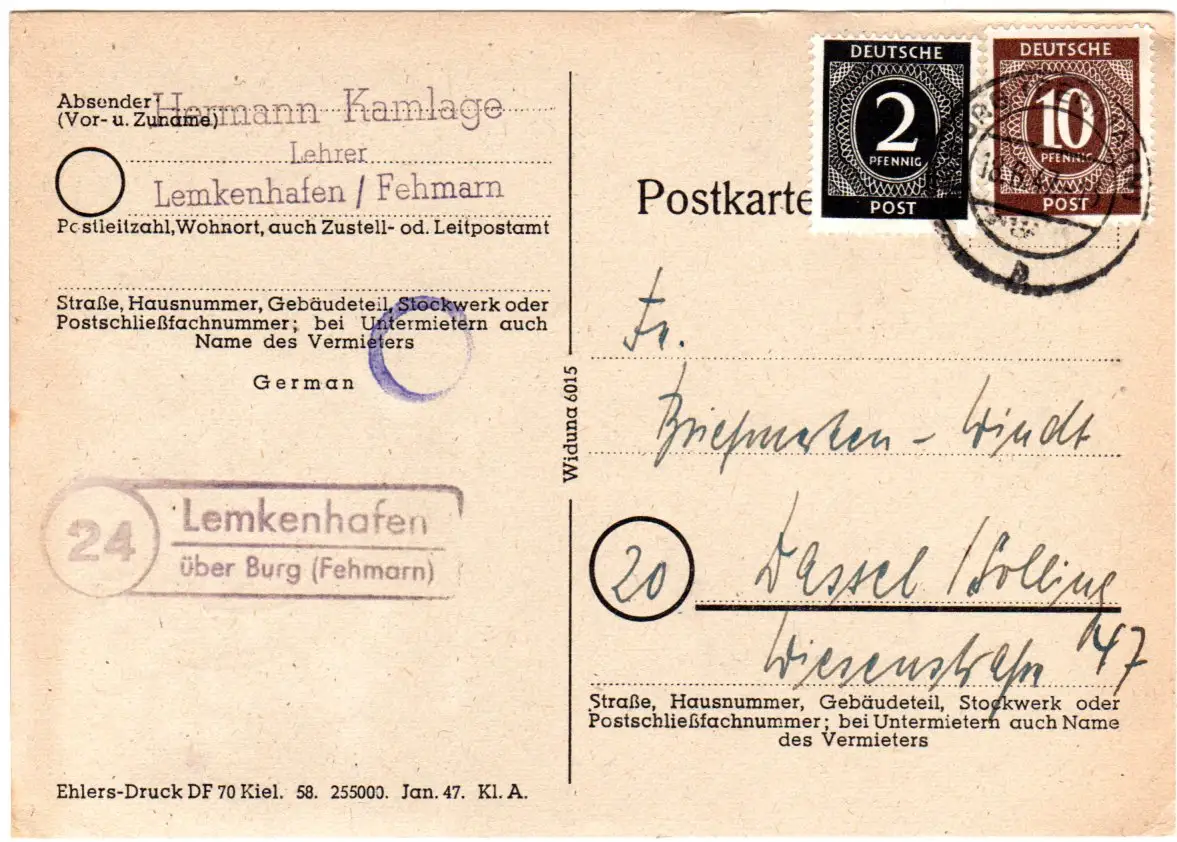 Absender
(Vor- u. Zuname)
Hermann Kamlage
Lehrer
Lemkenhafen / Fehmarn
Postleitzahl, Wohnort, auch Zustell- od. Leitpostamt
Straße, Hausnummer, Gebäudeteil, Stockwerk oder
Postschließfachnummer; bei Untermietern auch
Name des Vermieters
German
24
Lemkenhafen
über Burg (Fehmarn)
Ehlers-Druck DF 70 Kiel. 58. 255000. Jan. 47. Kl. A.
Widuna 6015
Postkarte
DEUTSCHE
2
PFENNIG
POST
DEUTSCHE
10
PFENNIG
POST
Fa.
Briefmarken - Windt
20
Dassel / Solling
Wiesenstraße 47
Straße, Hausnummer, Gebäudeteil, Stockwerk oder
Postschließfachnummer; bei Untermietern auch Name
des Vermieters